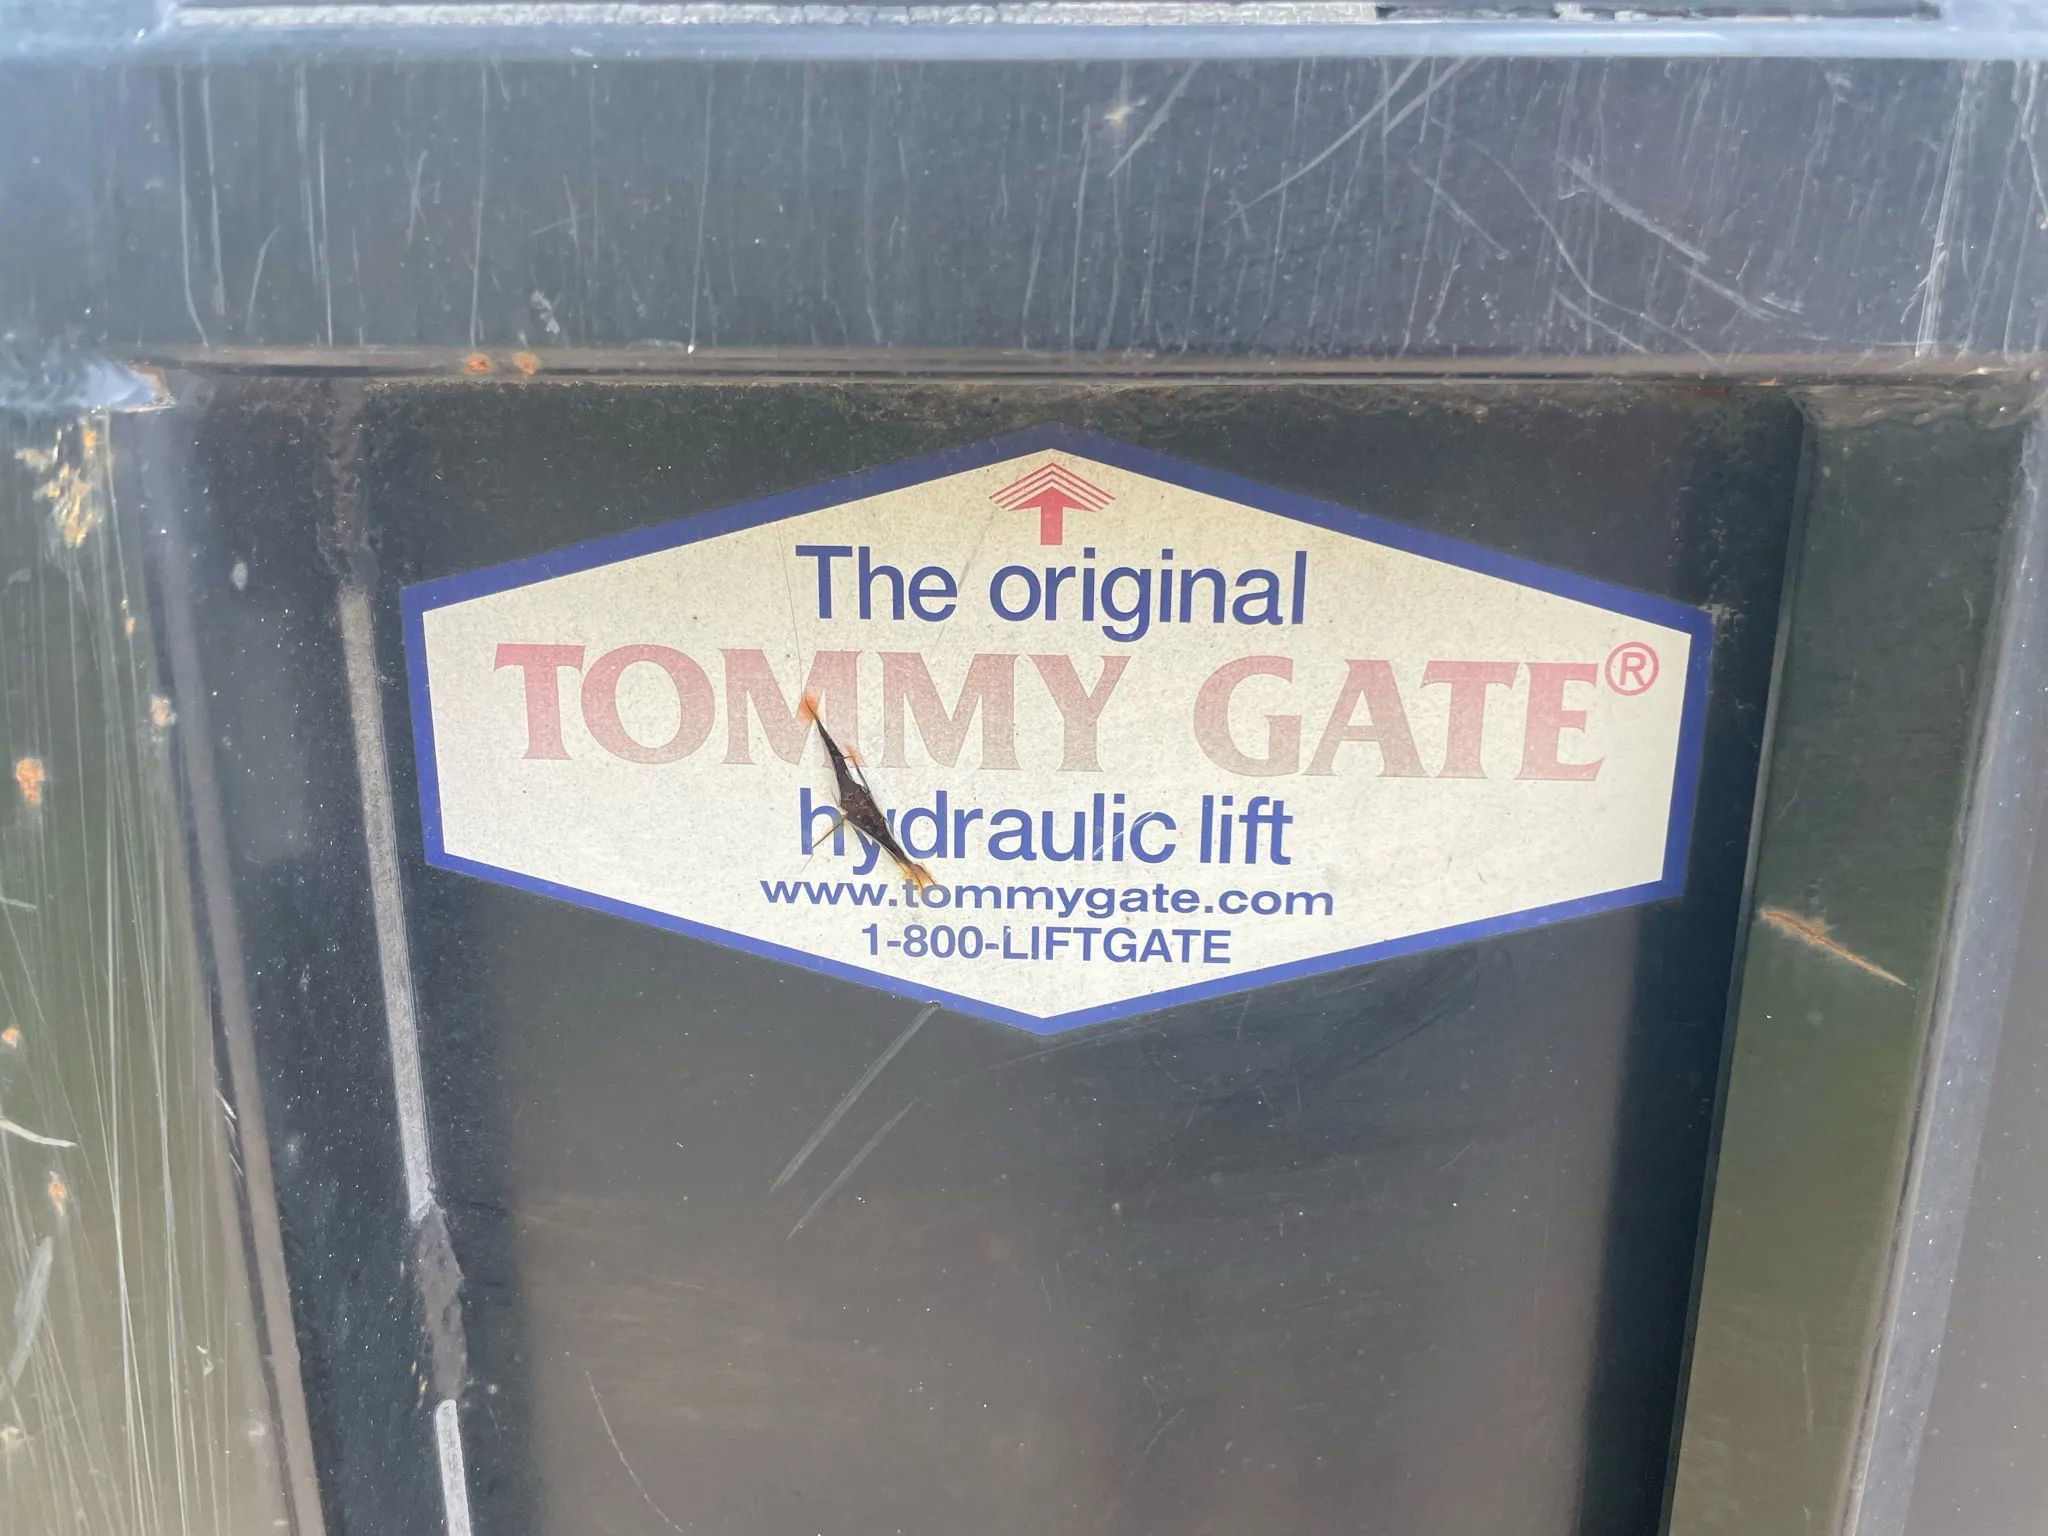 The original
TOMMY GATE®
hydraulic lift
www.tommygate.com
1-800-LIFTGATE